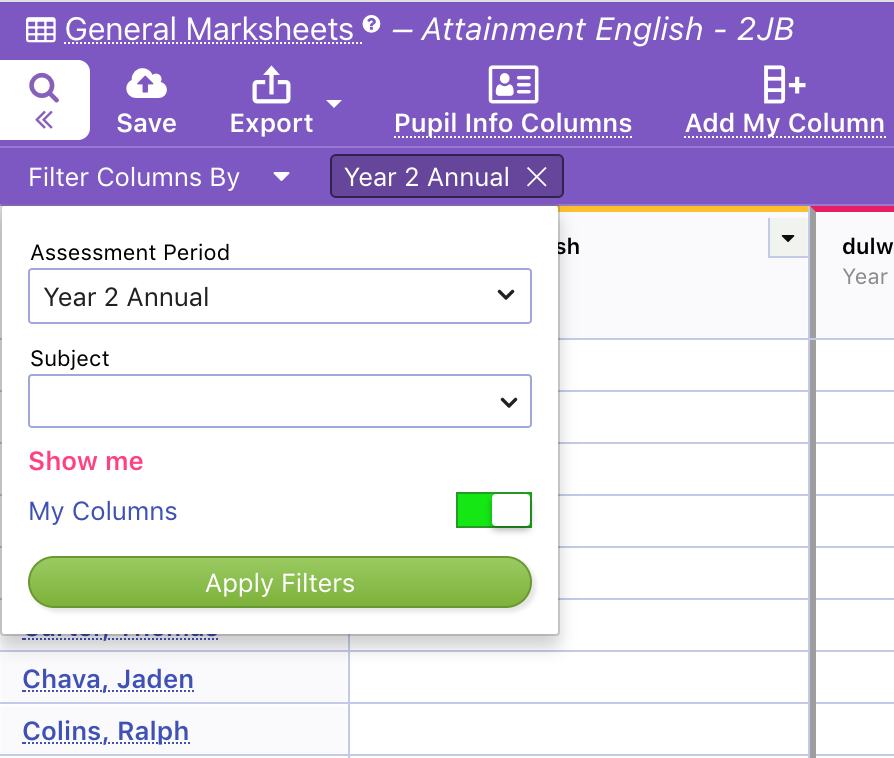 General Marksheets ? – Attainment English - 2JB
Save
Export
Pupil Info Columns
Add My Column
Filter Columns By
Year 2 Annual
Assessment Period
Year 2 Annual
Subject
Show me
My Columns
Apply Filters
sh
dulw
Year
Chava, Jaden
Colins, Ralph